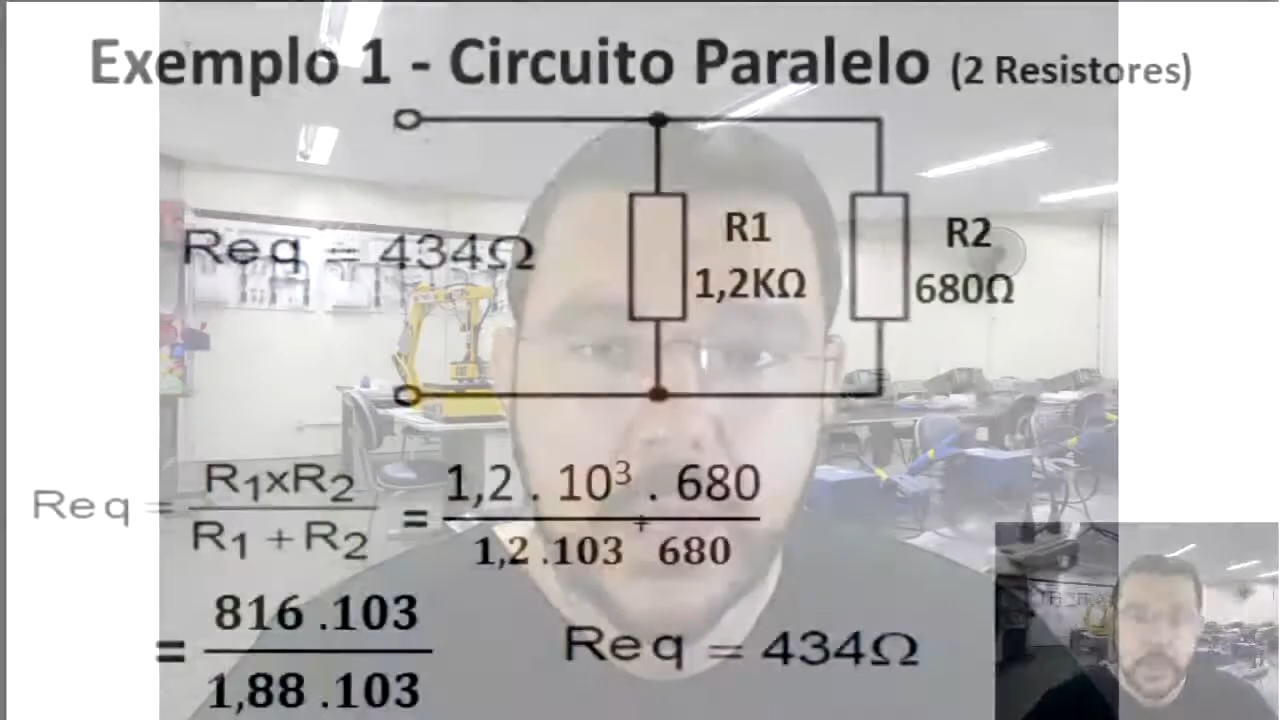 Exemplo 1 - Circuito Paralelo (2 Resistores)
Req = 434Ω
R1
1,2KΩ
R2
680Ω
Req = R₁xR₂ / R₁ + R₂ = 1,2 . 10³ . 680 / 1,2 .103 + 680
= 816 .103 / 1,88 .103
Req = 434Ω